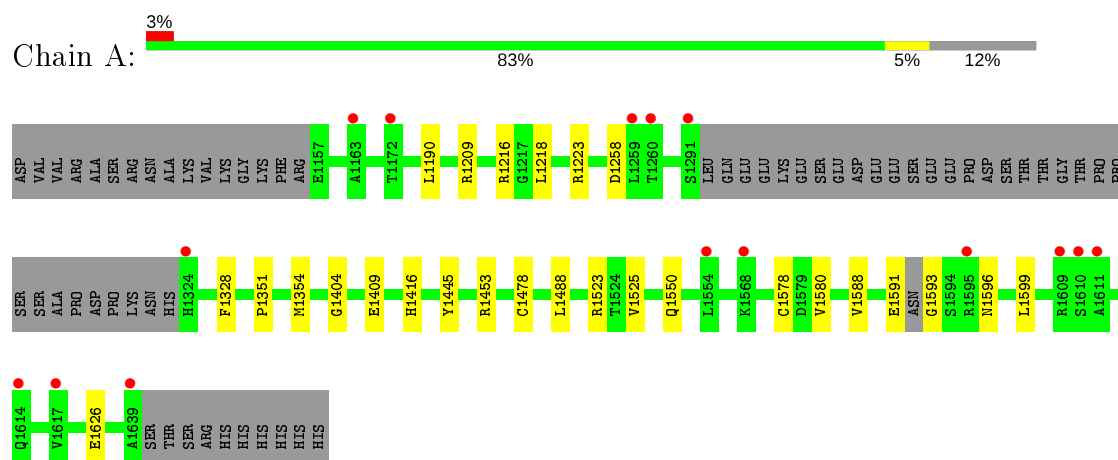 3%
Chain A:
83% 5% 12%
ASP VAL VAL ARG ALA SER ARG ASN ALA LYS VAL LYS GLY LYS PHE ARG E1157 A1163 T1172 L1190 R1209 R1216 G1217 L1218 R1223 D1258 L1259 T1260 S1291 LEU GLN GLU GLU LYS GLU SER GLU ASP GLU GLU SER GLU GLU PRO ASP SER THR THR GLY THR PRO PRO
SER SER ALA PRO ASP PRO LYS ASN HIS H1324 F1328 P1351 M1354 G1404 E1409 H1416 Y1445 R1453 C1478 L1488 R1523 T1524 V1525 Q1550 L1554 K1568 C1578 D1579 V1580 V1588 E1591 ASN G1593 S1594 R1595 N1596 L1599 R1609 S1610 A1611
Q1614 V1617 E1626 A1639 SER THR SER ARG HIS HIS HIS HIS HIS HIS